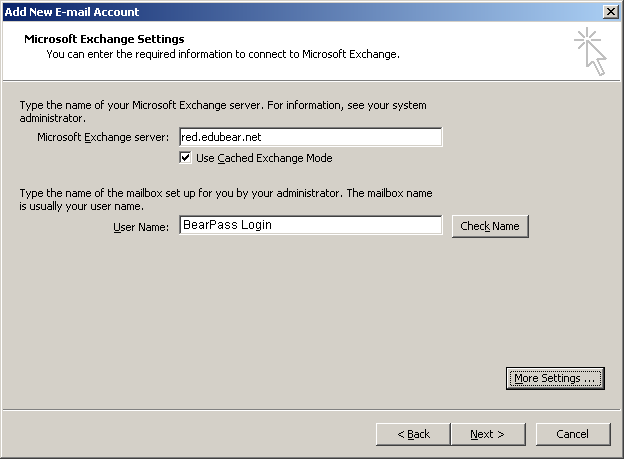 Add New E-mail Account
Microsoft Exchange Settings
You can enter the required information to connect to Microsoft Exchange.
Type the name of your Microsoft Exchange server. For information, see your system
administrator.
Microsoft Exchange server: red.edubear.net
Use Cached Exchange Mode
Type the name of the mailbox set up for you by your administrator. The mailbox name
is usually your user name.
User Name: BearPass Login Check Name
More Settings ...
< Back Next > Cancel